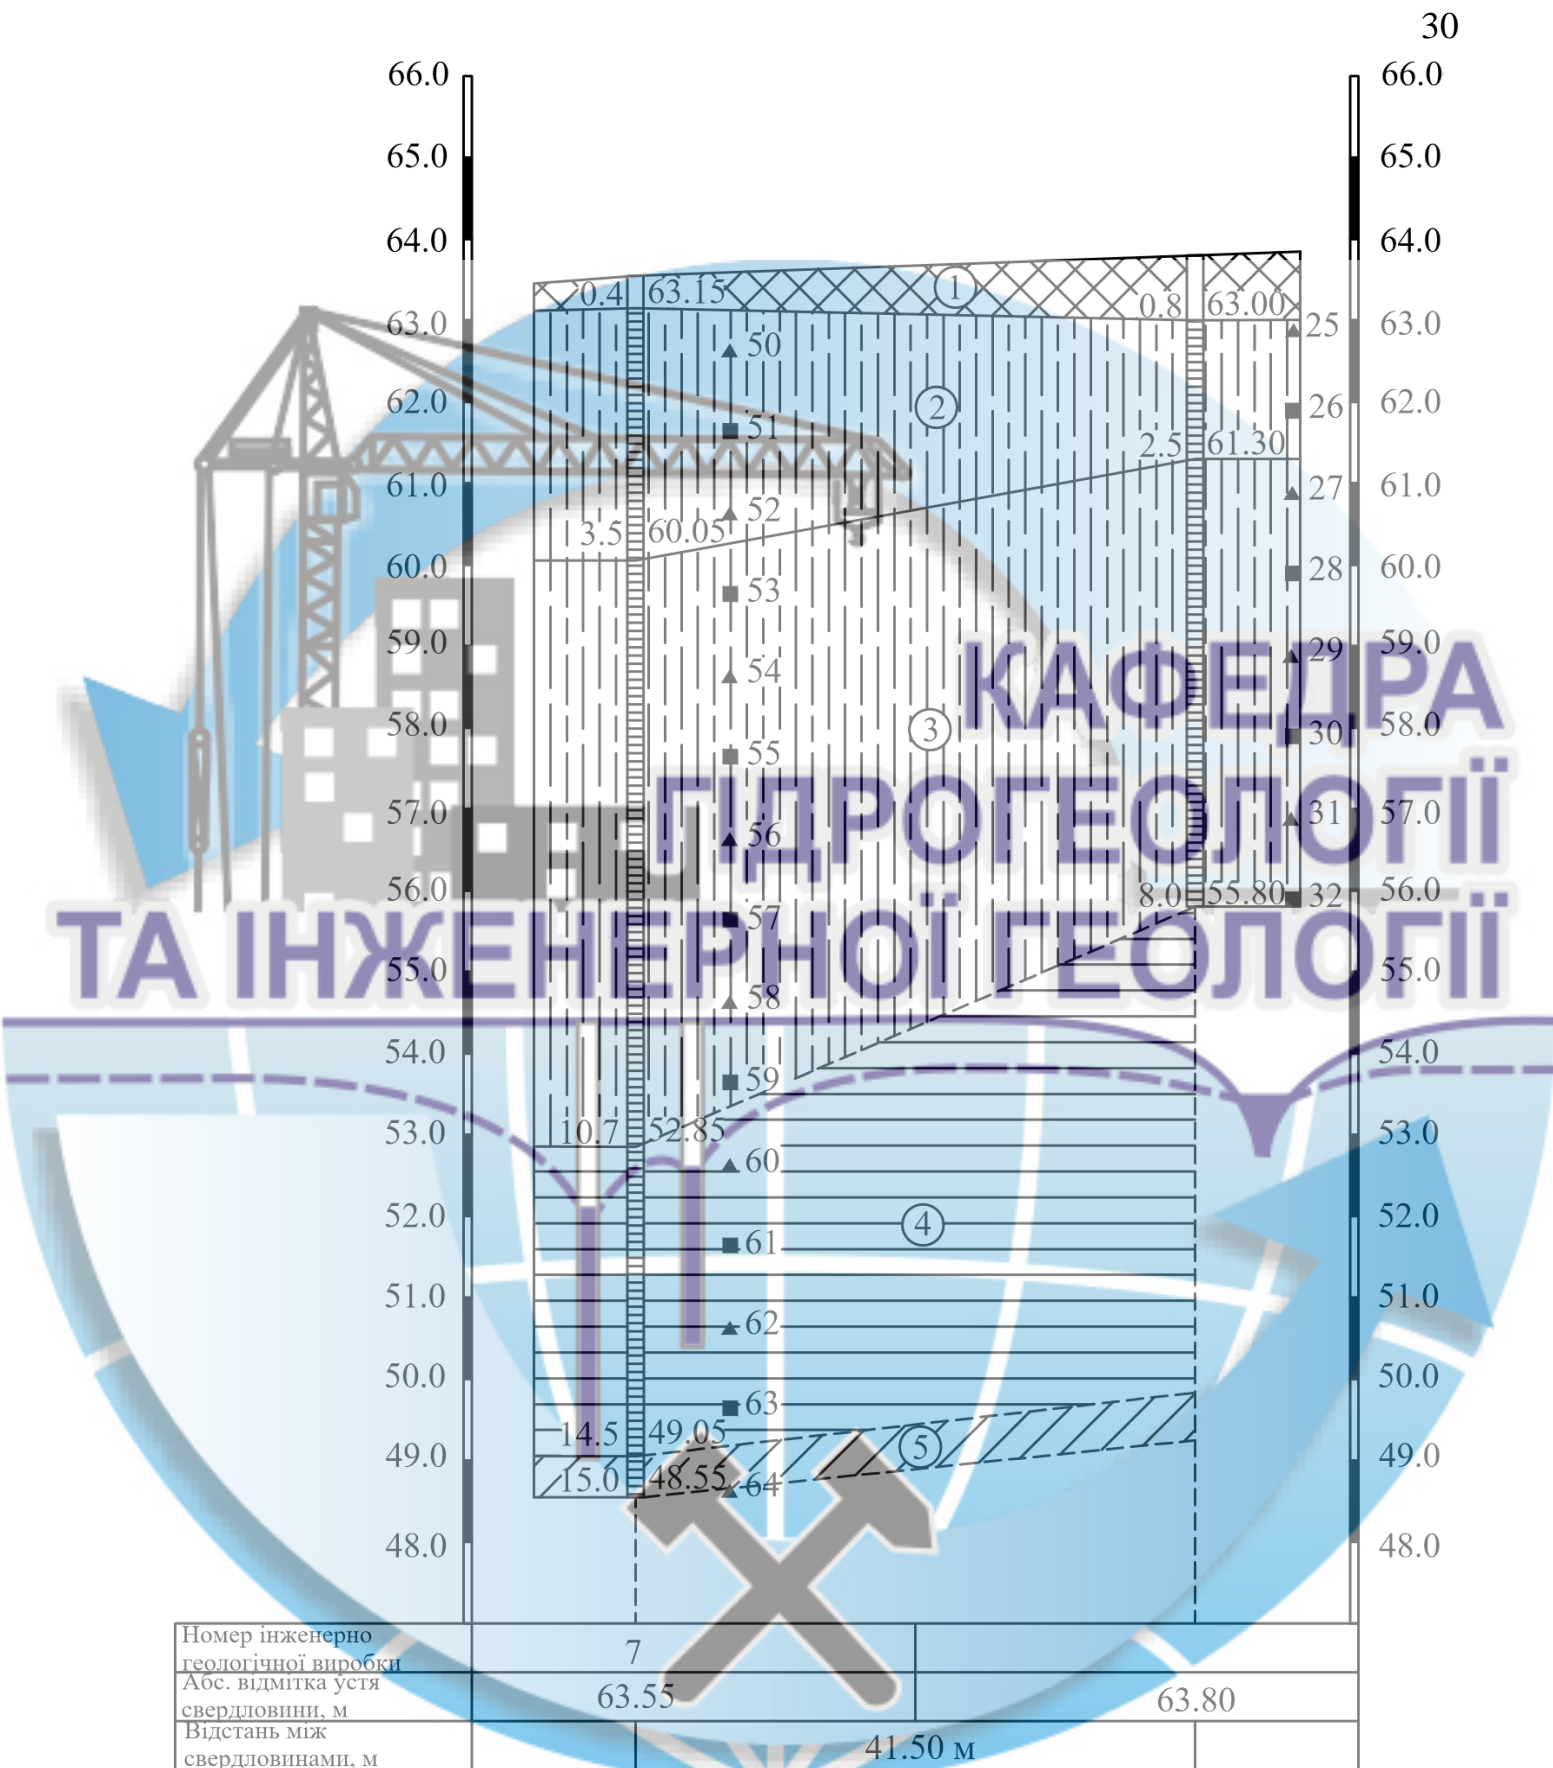 30
66.0 66.0
65.0 65.0
64.0 64.0
0.4 63.15 1 0.8 63.00
63.0 25 63.0
50
62.0 2 26 62.0
51 2.5 61.30
61.0 27 61.0
52
3.5 60.05
60.0 28 60.0
53
59.0 29 59.0
КАФЕДРА
54
58.0 3 30 58.0
55
57.0 31 57.0
ГІДРОГЕОЛОГІЇ
56
56.0 8.0 55.80 32 56.0
57
ТА ІНЖЕНЕРНОЇ ГЕОЛОГІЇ
55.0 55.0
58
54.0 54.0
59
53.0 10.7 52.85 53.0
60
52.0 4 52.0
61
51.0 51.0
62
50.0 50.0
63
14.5 49.05 5
49.0 49.0
15.0 48.55 64
48.0 48.0
Номер інженерно
геологічної виробки 7
Абс. відмітка устя
свердловини, м 63.55 63.80
Відстань між
свердловинами, м 41.50 м